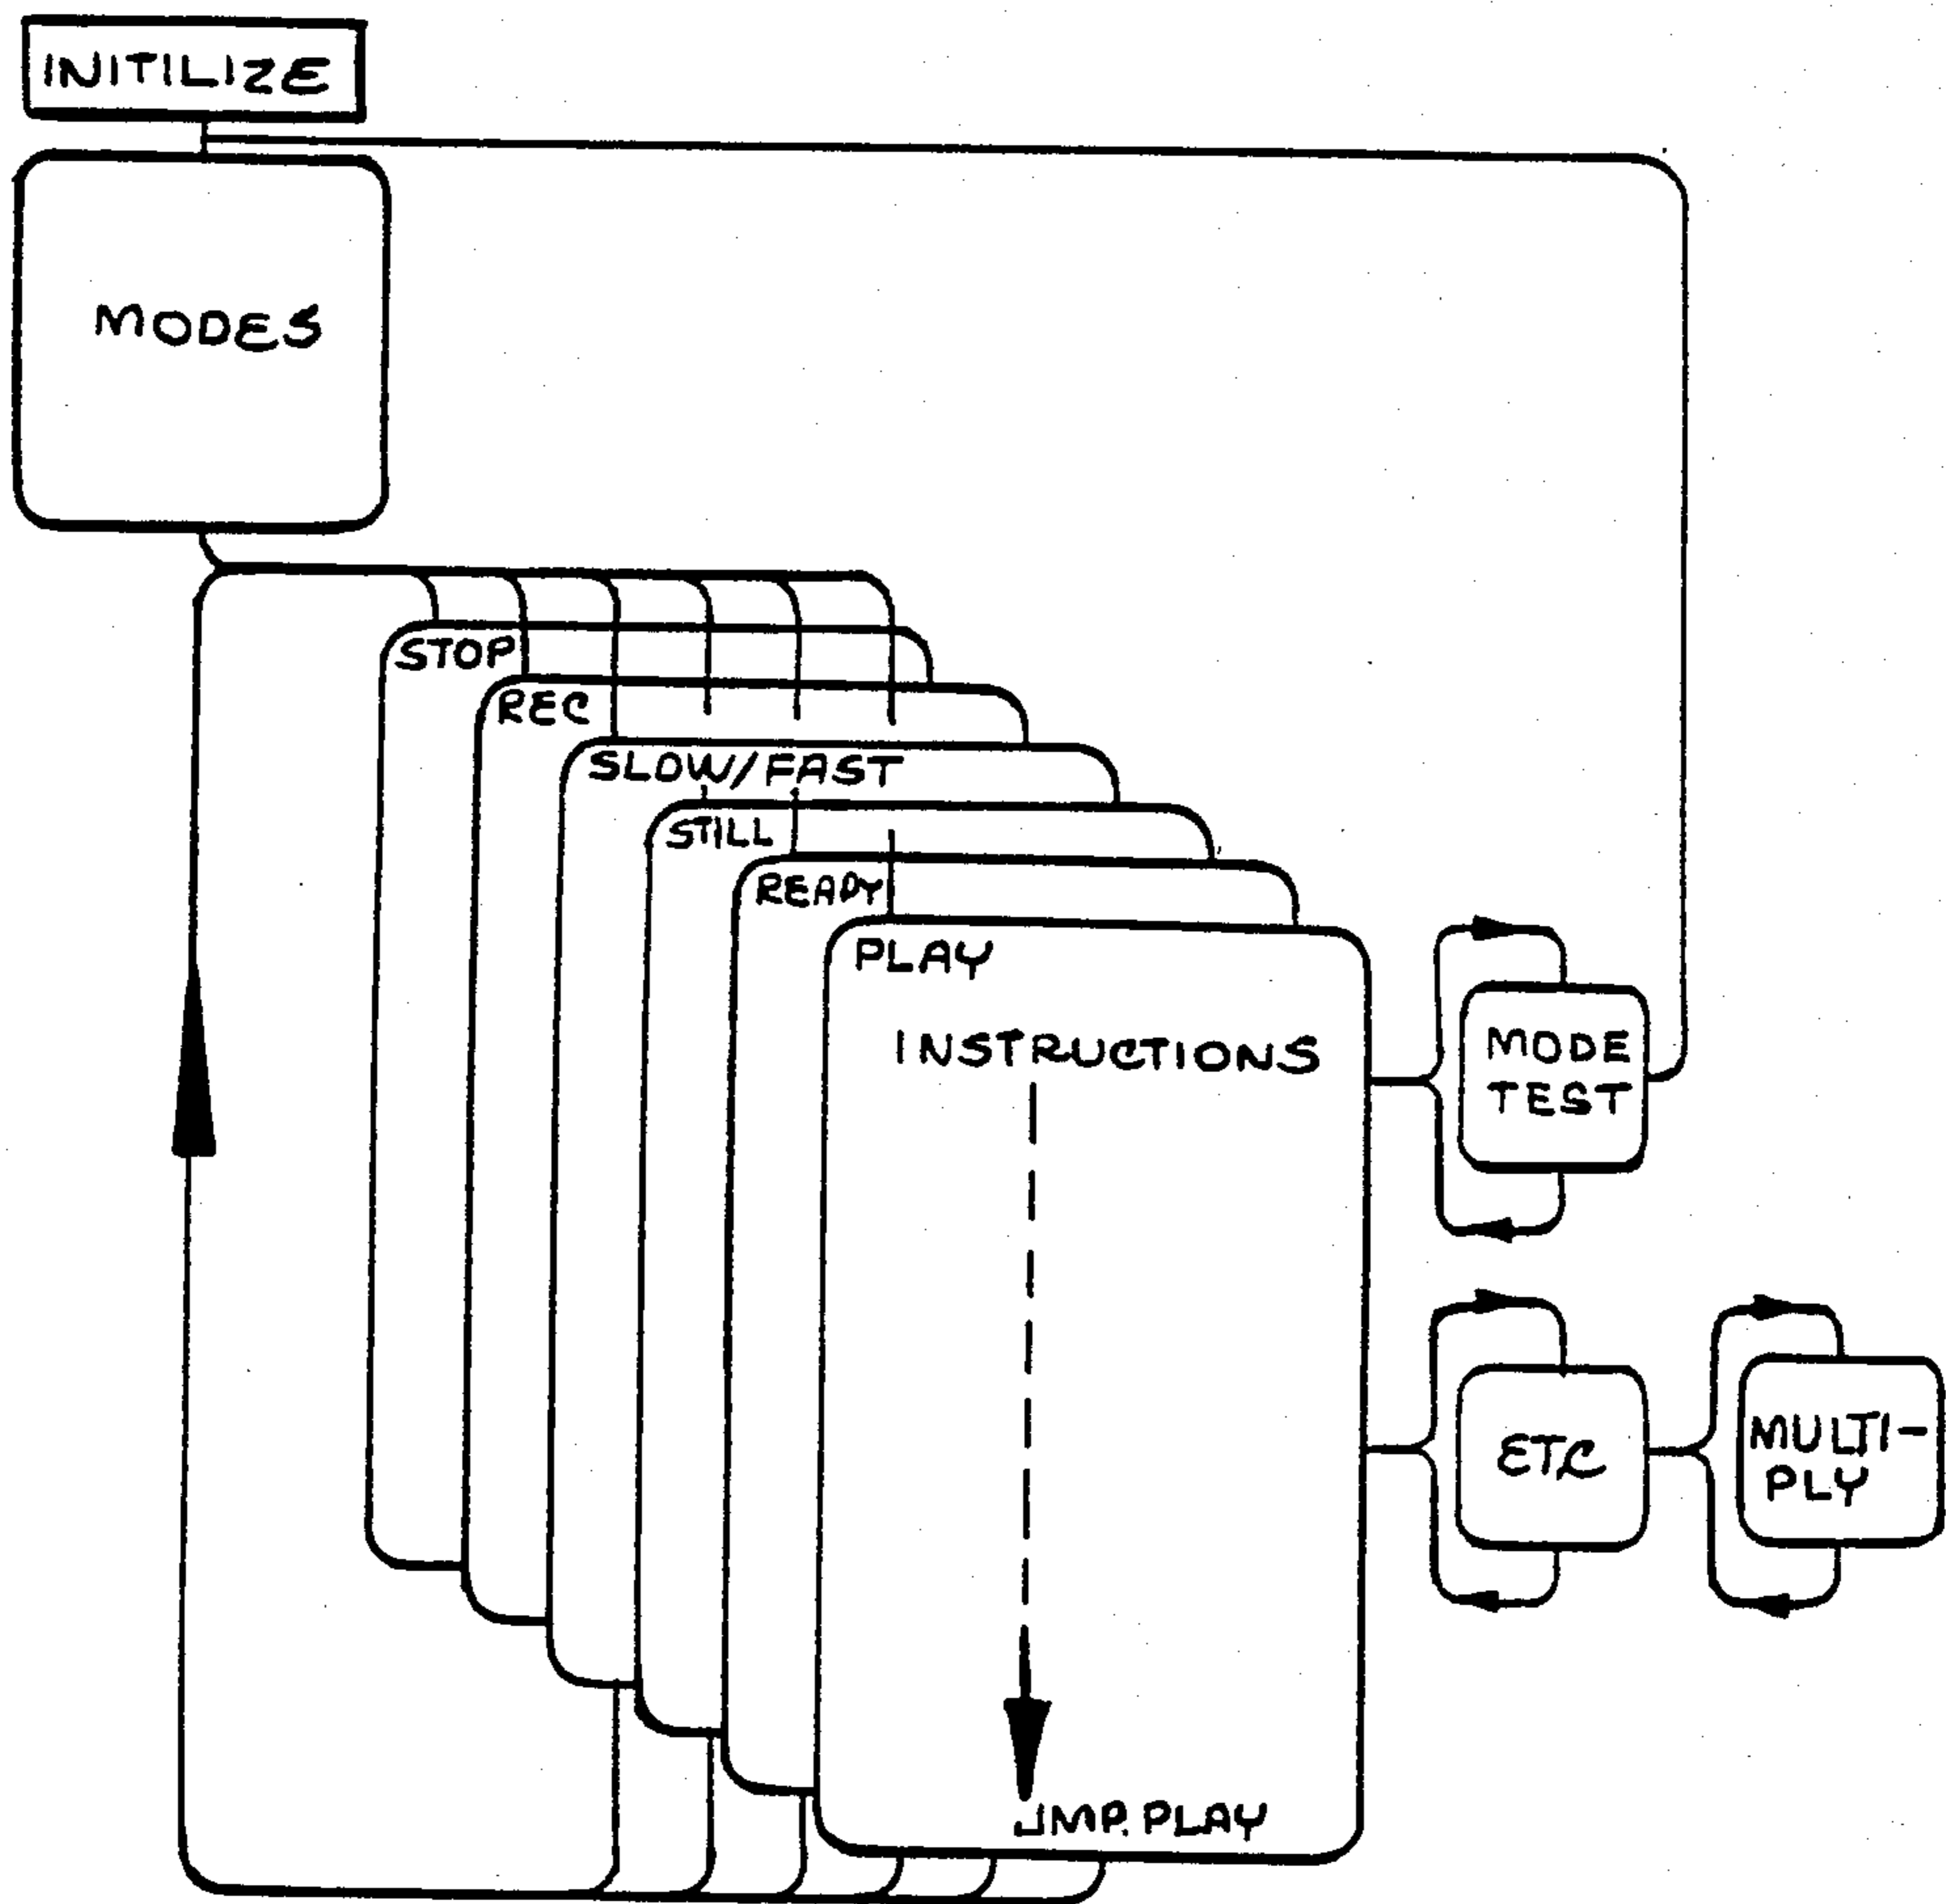 INITILIZE
MODES
STOP
REC
SLOW/FAST
STILL
READY
PLAY
INSTRUCTIONS
MODE
TEST
ETC
MULTI-
PLY
JMP. PLAY